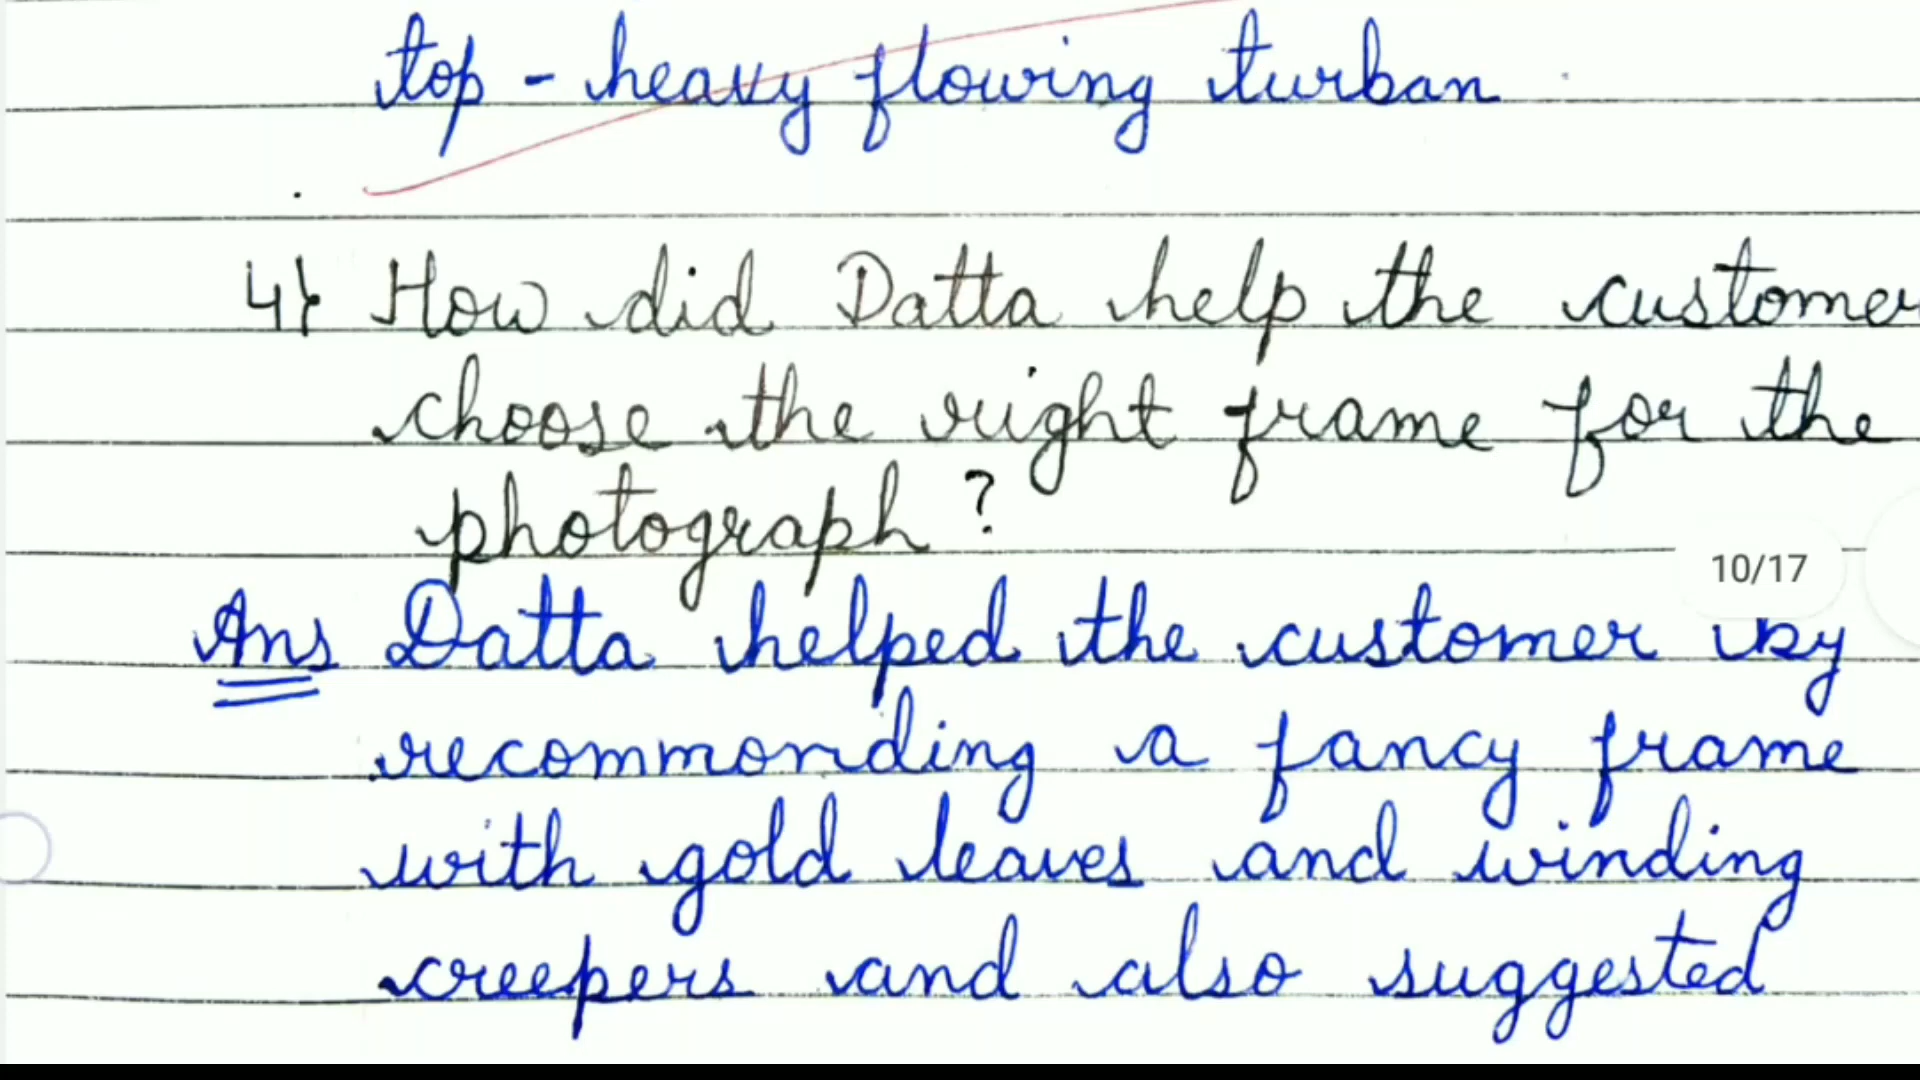 top - heavy flowing turban
4} How did Datta help the customer
choose the right frame for the
photograph ?
10/17
Ans Datta helped the customer by
recommonding a fancy frame
with gold leaves and winding
creepers and also suggested